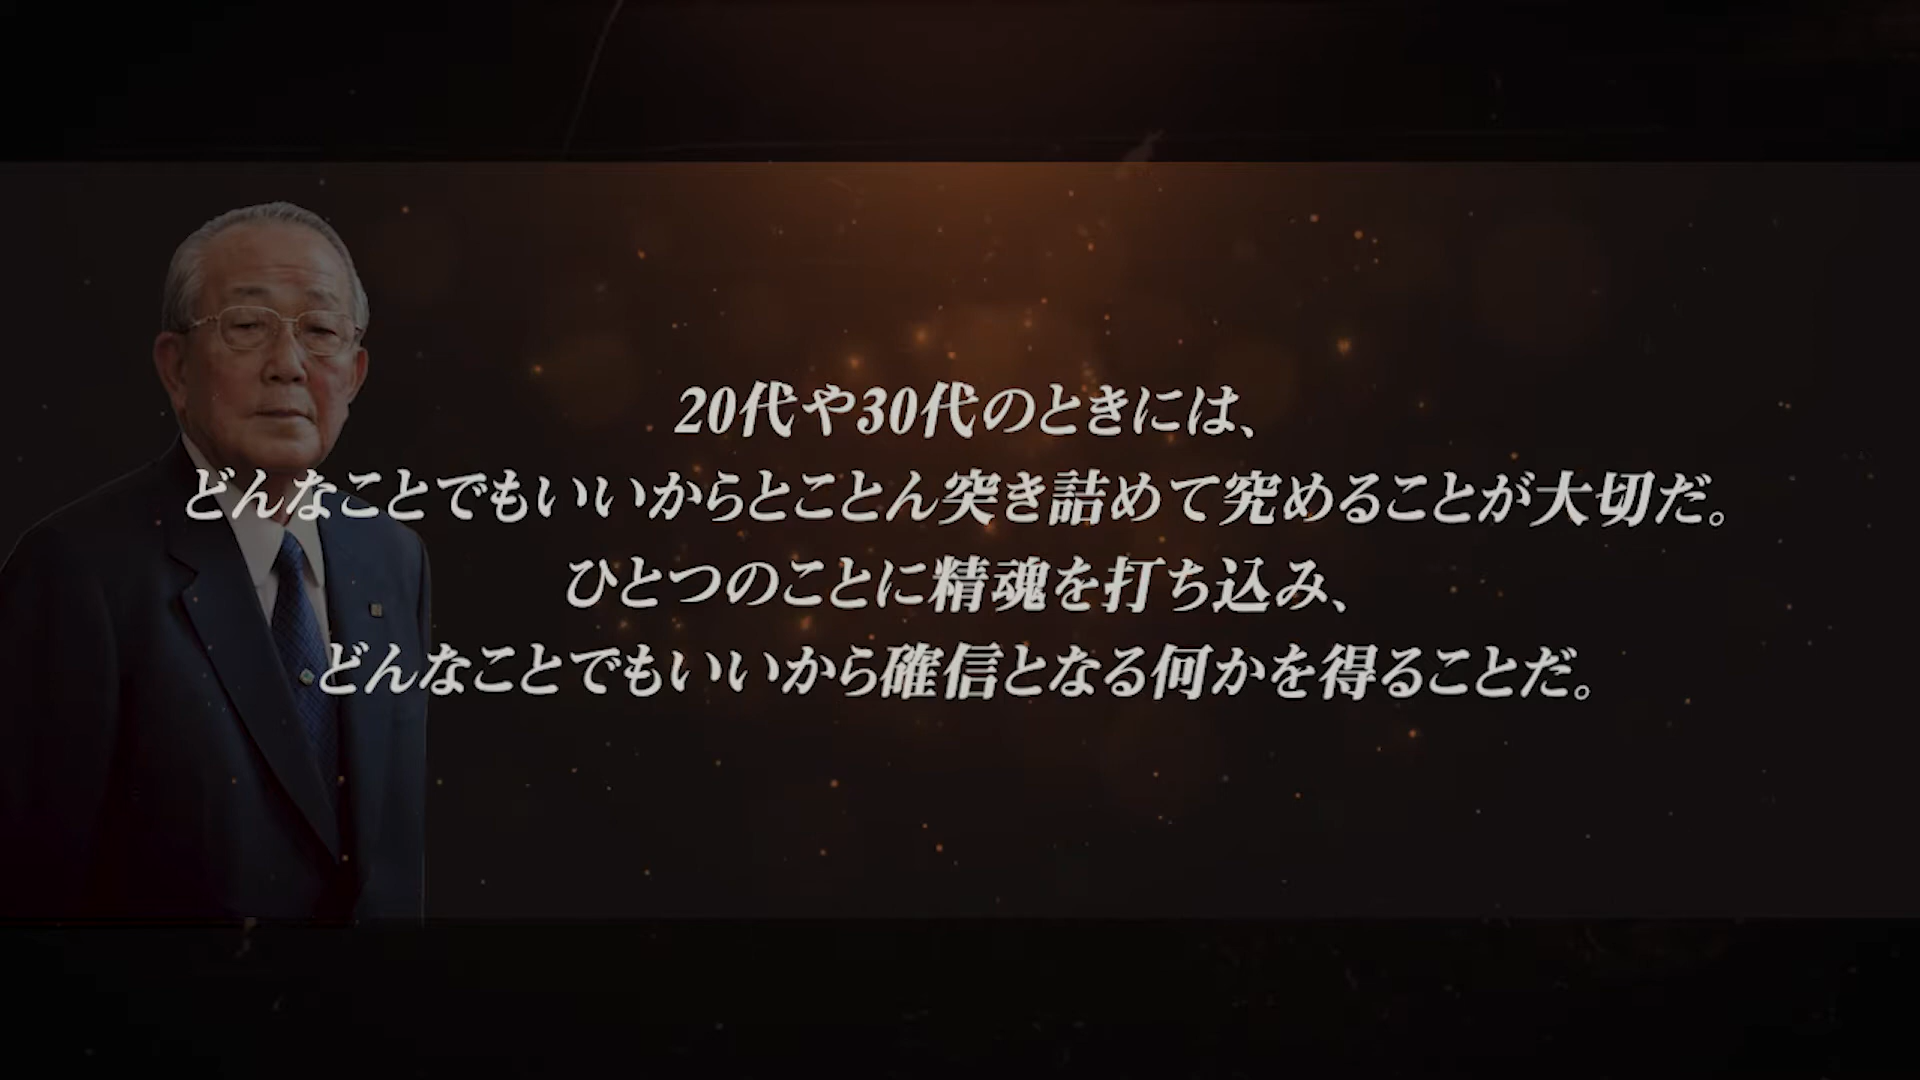 20代や30代のときには、
どんなことでもいいからとことん突き詰めて究めることが大切だ。
ひとつのことに精魂を打ち込み、
どんなことでもいいから確信となる何かを得ることだ。